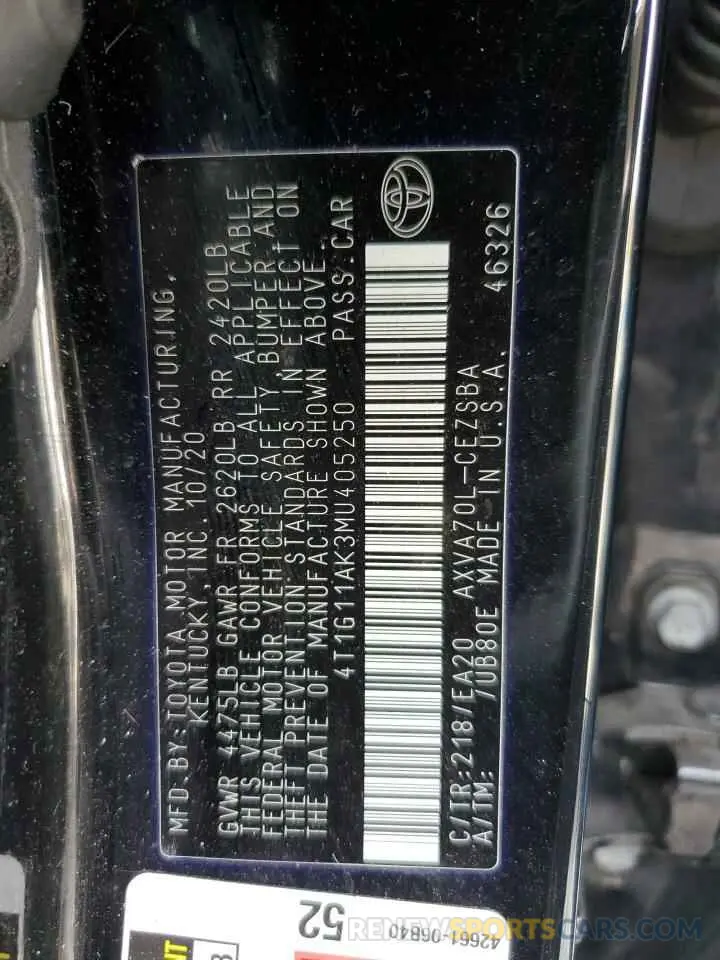 MFD.BY:TOYOTA MOTOR MANUFACTURING,
KENTUCKY, INC.10/20
GVWR 4475LB GAWR FR 2620LB RR 2420LB
THIS VEHICLE CONFORMS TO ALL APPLICABLE
FEDERAL MOTOR VEHICLE SAFETY, BUMPER AND
THEFT PREVENTION STANDARDS IN EFFECT ON
THE DATE OF MANUFACTURE SHOWN ABOVE.
4T1G11AK3MU405250 PASS.CAR
C/TR:218/EA20 AXVA70L-CEZSBA
A/TM: /UB80E MADE IN U.S.A. 46326
52
42661-06B40
RENEWSPORTSCARS.COM